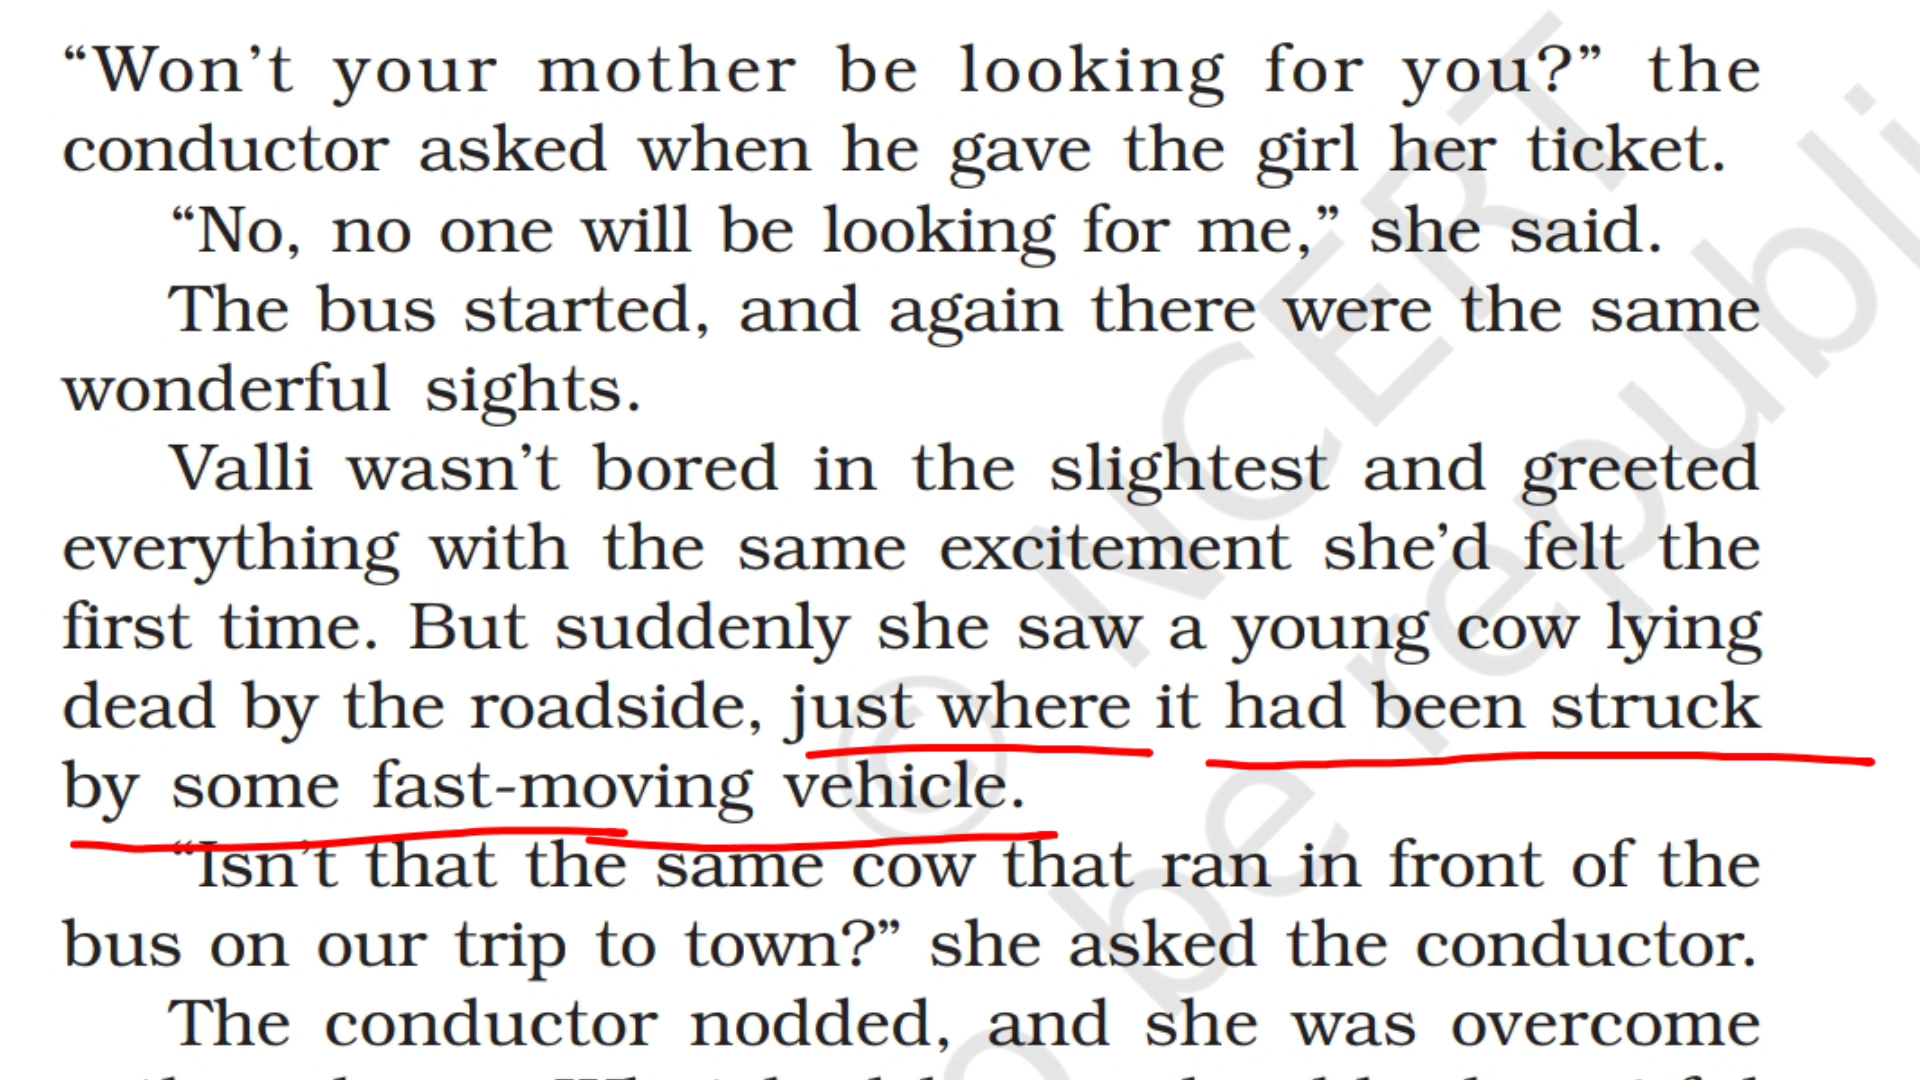 “Won’t your mother be looking for you?” the
conductor asked when he gave the girl her ticket.
“No, no one will be looking for me,” she said.
The bus started, and again there were the same
wonderful sights.
Valli wasn’t bored in the slightest and greeted
everything with the same excitement she’d felt the
first time. But suddenly she saw a young cow lying
dead by the roadside, just where it had been struck
by some fast-moving vehicle.
“Isn’t that the same cow that ran in front of the
bus on our trip to town?” she asked the conductor.
The conductor nodded, and she was overcome
© NCERT
be republi